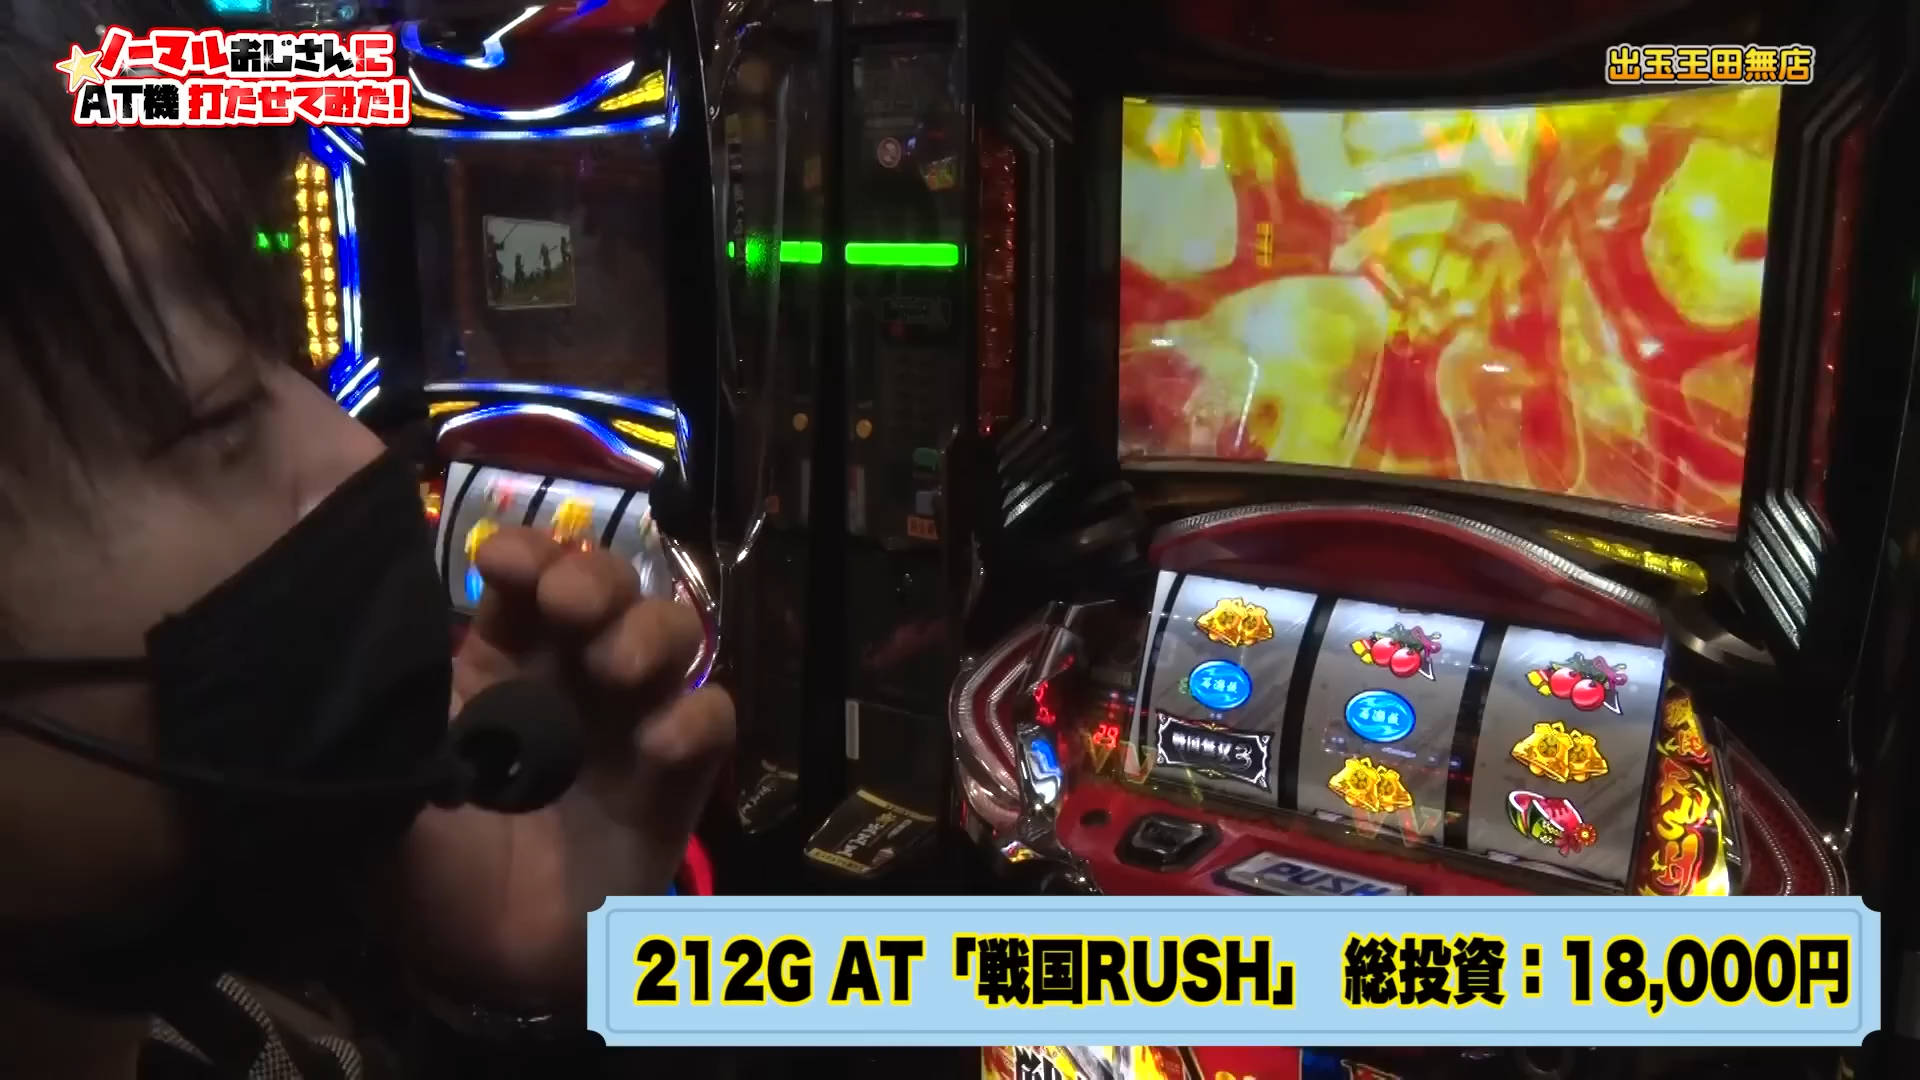 ノーマルおじさんに
AT機 打たせてみた!
出玉王田無店
29
PUSH
212G AT「戦国RUSH」 総投資:18,000円